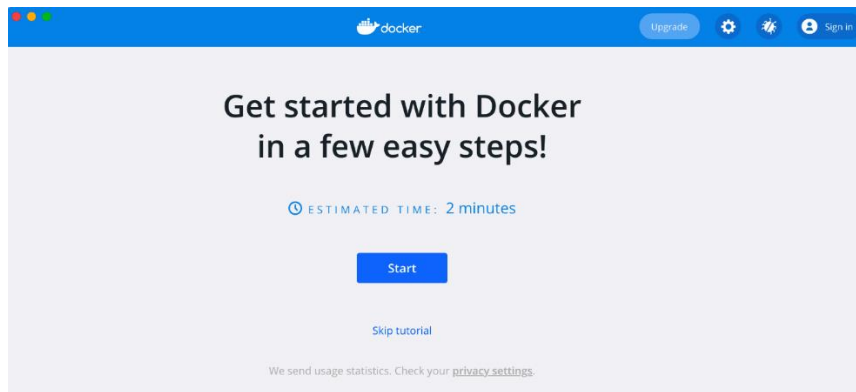 docker
Upgrade
Sign in
Get started with Docker
in a few easy steps!
ESTIMATED TIME: 2 minutes
Start
Skip tutorial
We send usage statistics. Check your privacy settings.